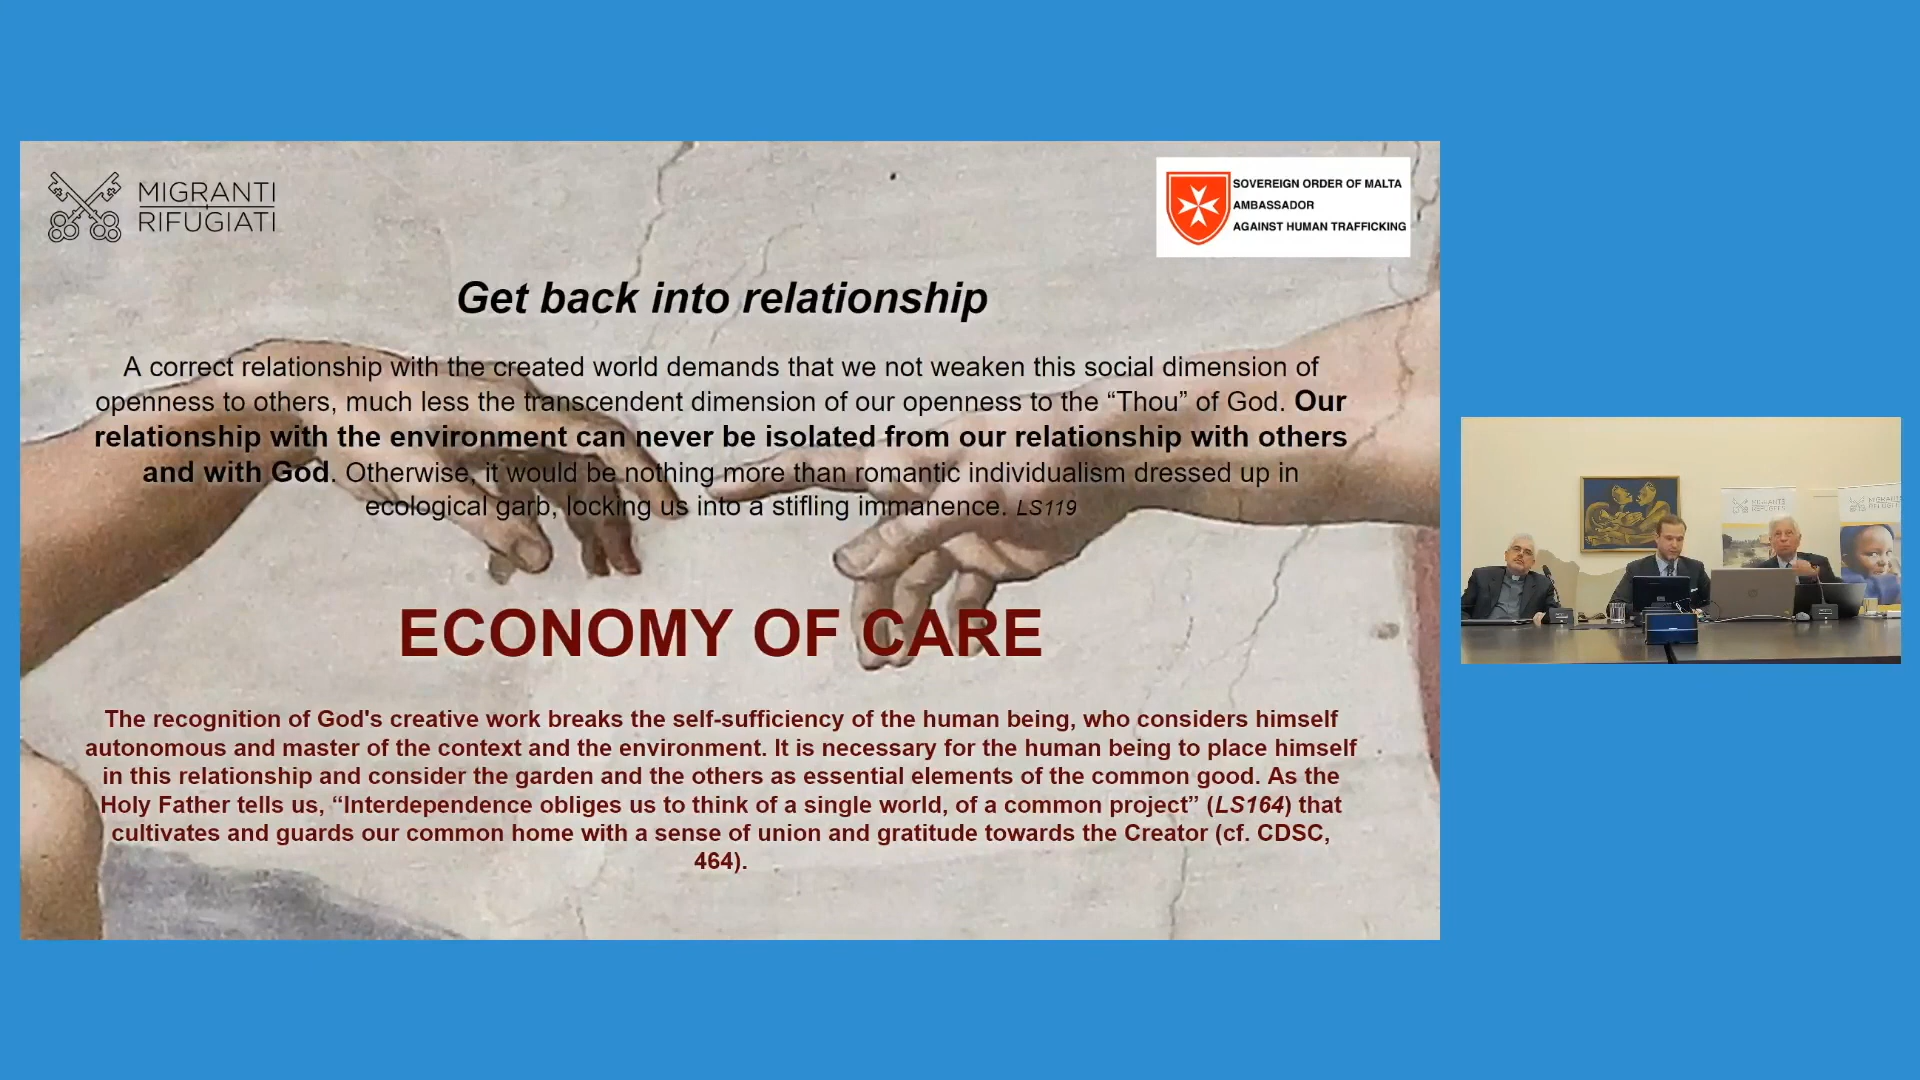 MIGRANTI
RIFUGIATI
SOVEREIGN ORDER OF MALTA
AMBASSADOR
AGAINST HUMAN TRAFFICKING
Get back into relationship
A correct relationship with the created world demands that we not weaken this social dimension of
openness to others, much less the transcendent dimension of our openness to the “Thou” of God. Our
relationship with the environment can never be isolated from our relationship with others
and with God. Otherwise, it would be nothing more than romantic individualism dressed up in
ecological garb, locking us into a stifling immanence. LS119
ECONOMY OF CARE
The recognition of God's creative work breaks the self-sufficiency of the human being, who considers himself
autonomous and master of the context and the environment. It is necessary for the human being to place himself
in this relationship and consider the garden and the others as essential elements of the common good. As the
Holy Father tells us, “Interdependence obliges us to think of a single world, of a common project” (LS164) that
cultivates and guards our common home with a sense of union and gratitude towards the Creator (cf. CDSC,
464).